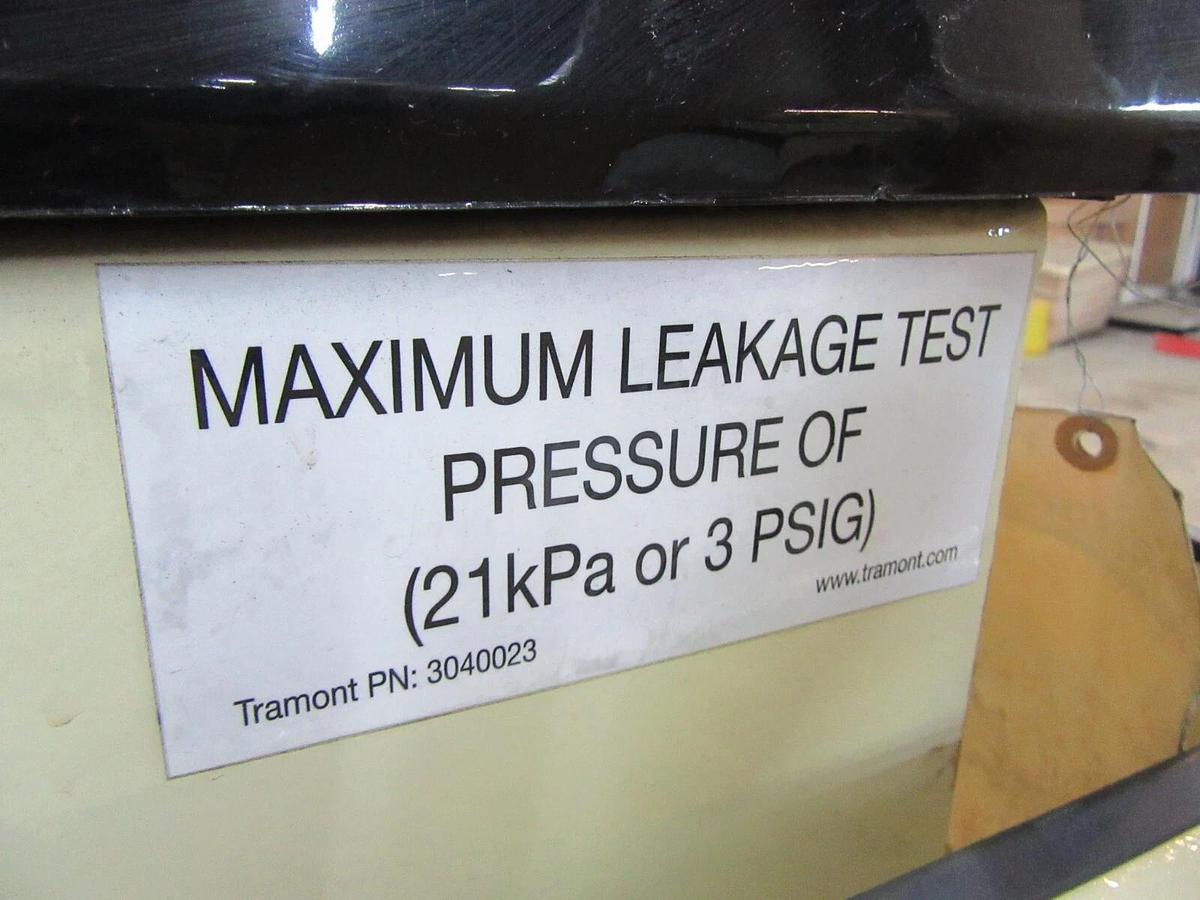 MAXIMUM LEAKAGE TEST
PRESSURE OF
(21kPa or 3 PSIG)
www.tramont.com
Tramont PN: 3040023